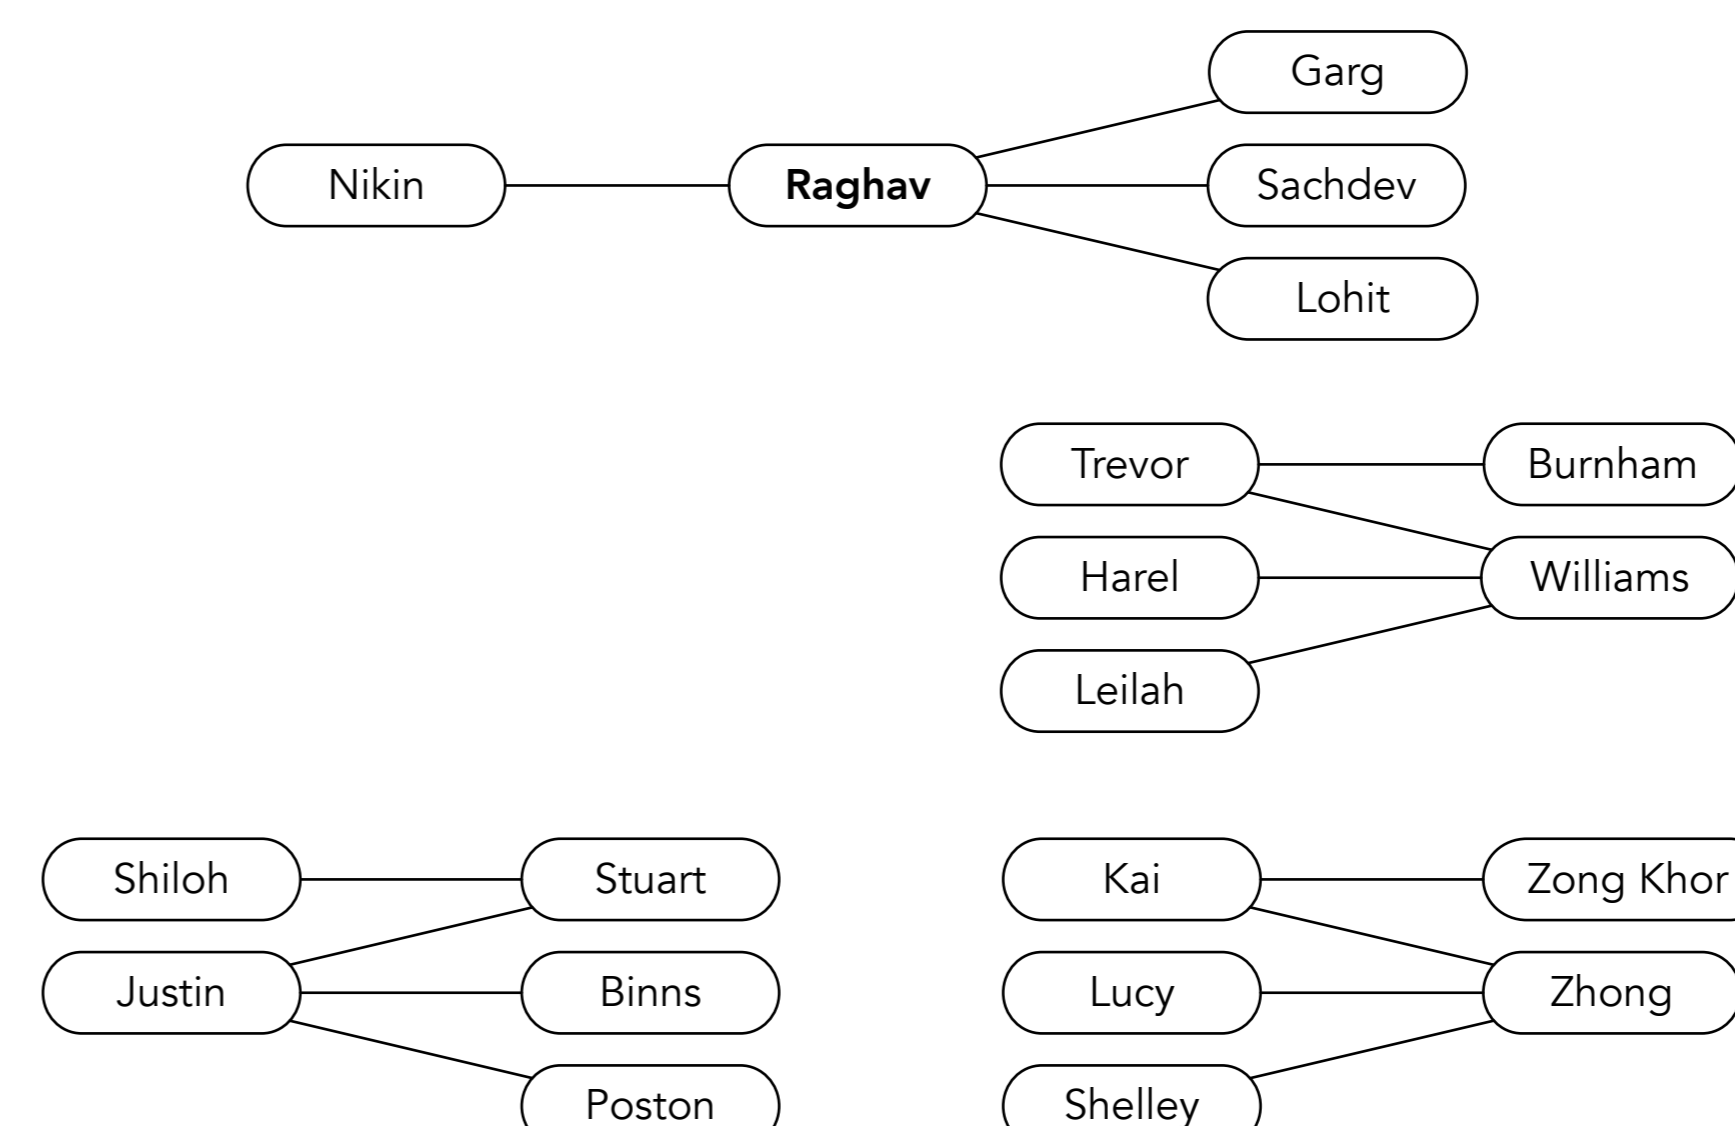 Garg
Nikin
Raghav
Sachdev
Lohit
Trevor
Burnham
Harel
Williams
Leilah
Shiloh
Stuart
Kai
Zong Khor
Justin
Binns
Lucy
Zhong
Poston
Shelley